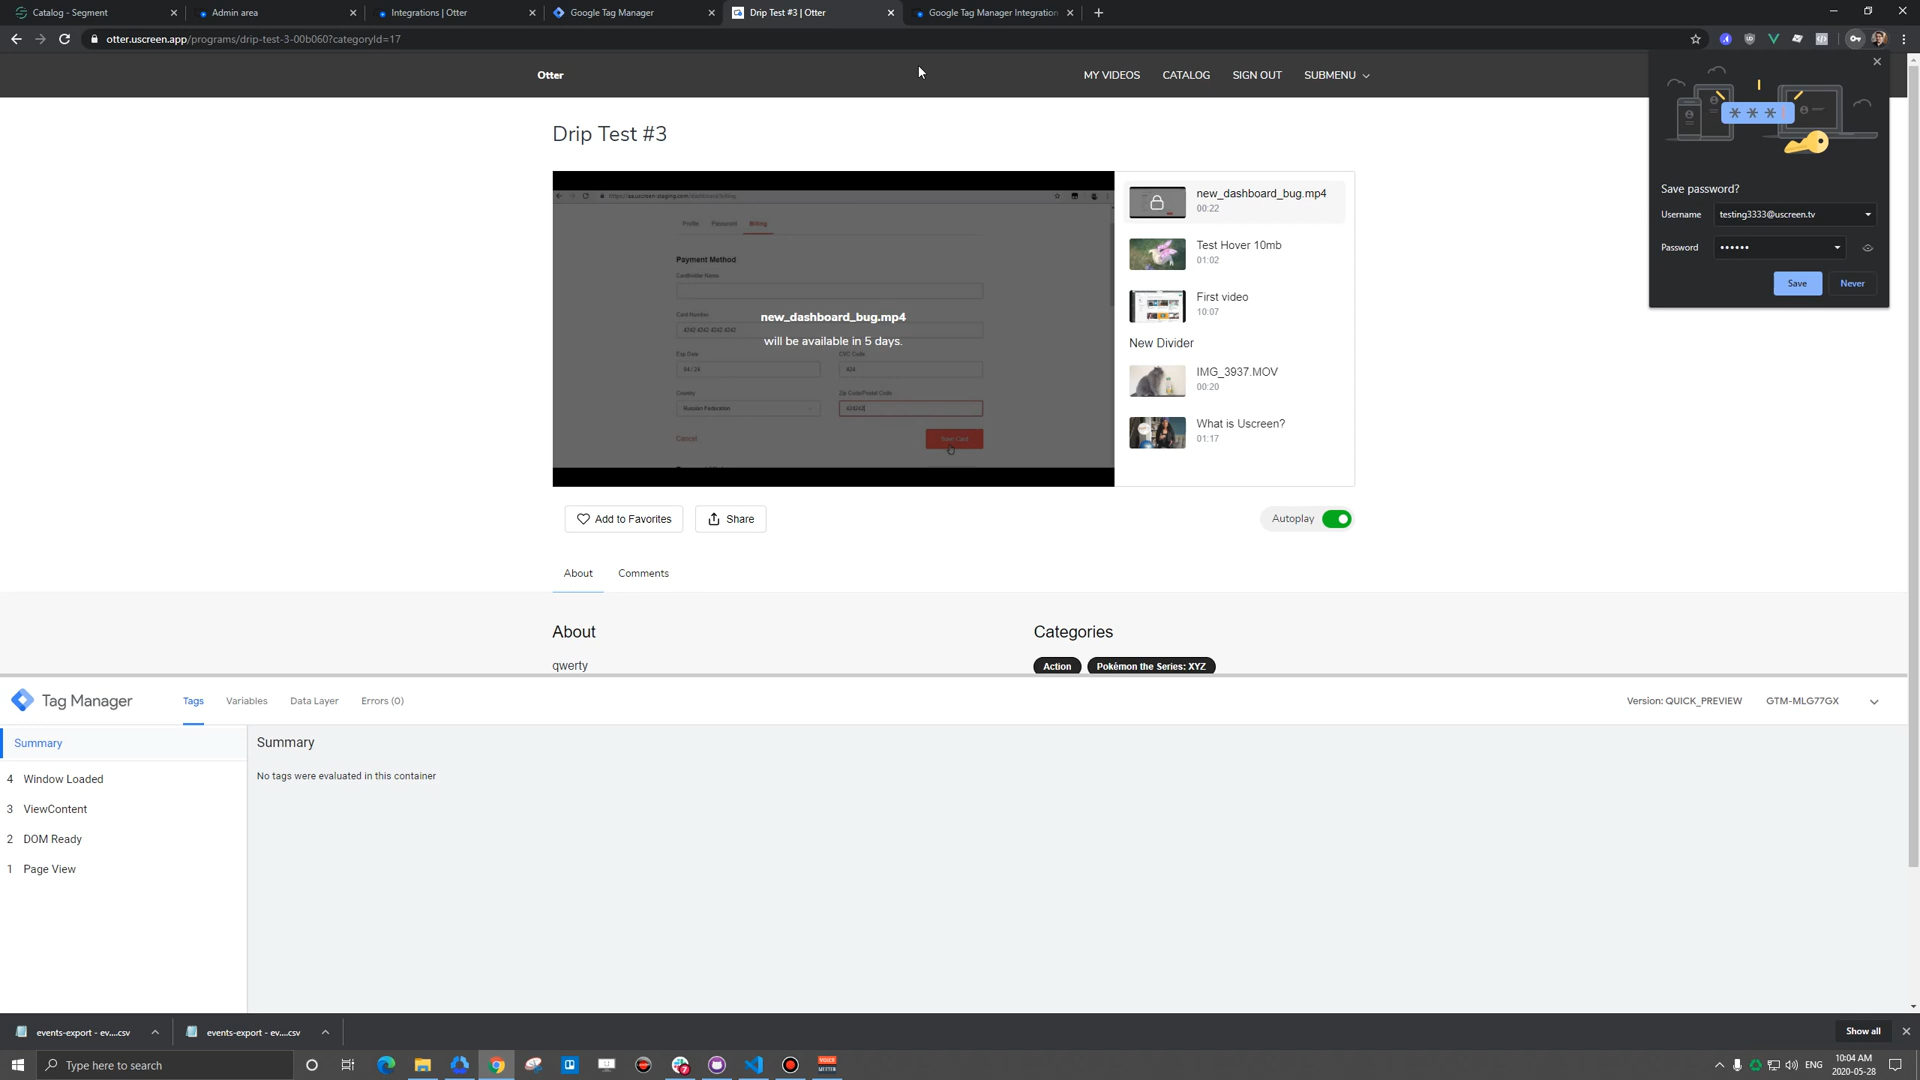 Catalog - Segment
Admin area
Integrations | Otter
Google Tag Manager
Drip Test #3 | Otter
Google Tag Manager Integration
otter.uscreen.app/programs/drip-test-3-00b060?categoryId=17
Otter
MY VIDEOS
CATALOG
SIGN OUT
SUBMENU
Save password?
Username
testing3333@uscreen.tv
Password
••••••
Save
Never
Drip Test #3
Profile
Password
Billing
Payment Method
Cardholder Name
Card Number
4242 4242 4242 4242
Exp Date
CVC Code
04 / 24
424
Country
Zip Code/Postal Code
Russian Federation
424242
Cancel
Save Card
new_dashboard_bug.mp4
will be available in 5 days.
new_dashboard_bug.mp4
00:22
Test Hover 10mb
01:02
First video
10:07
New Divider
IMG_3937.MOV
00:20
What is Uscreen?
01:17
Add to Favorites
Share
Autoplay
About
Comments
About
qwerty
Categories
Action
Pokémon the Series: XYZ
Tag Manager
Tags
Variables
Data Layer
Errors (0)
Version: QUICK_PREVIEW
GTM-MLG77GX
Summary
4 Window Loaded
3 ViewContent
2 DOM Ready
1 Page View
Summary
No tags were evaluated in this container
events-export - ev....csv
events-export - ev....csv
Show all
Type here to search
ENG
10:04 AM
2020-05-28